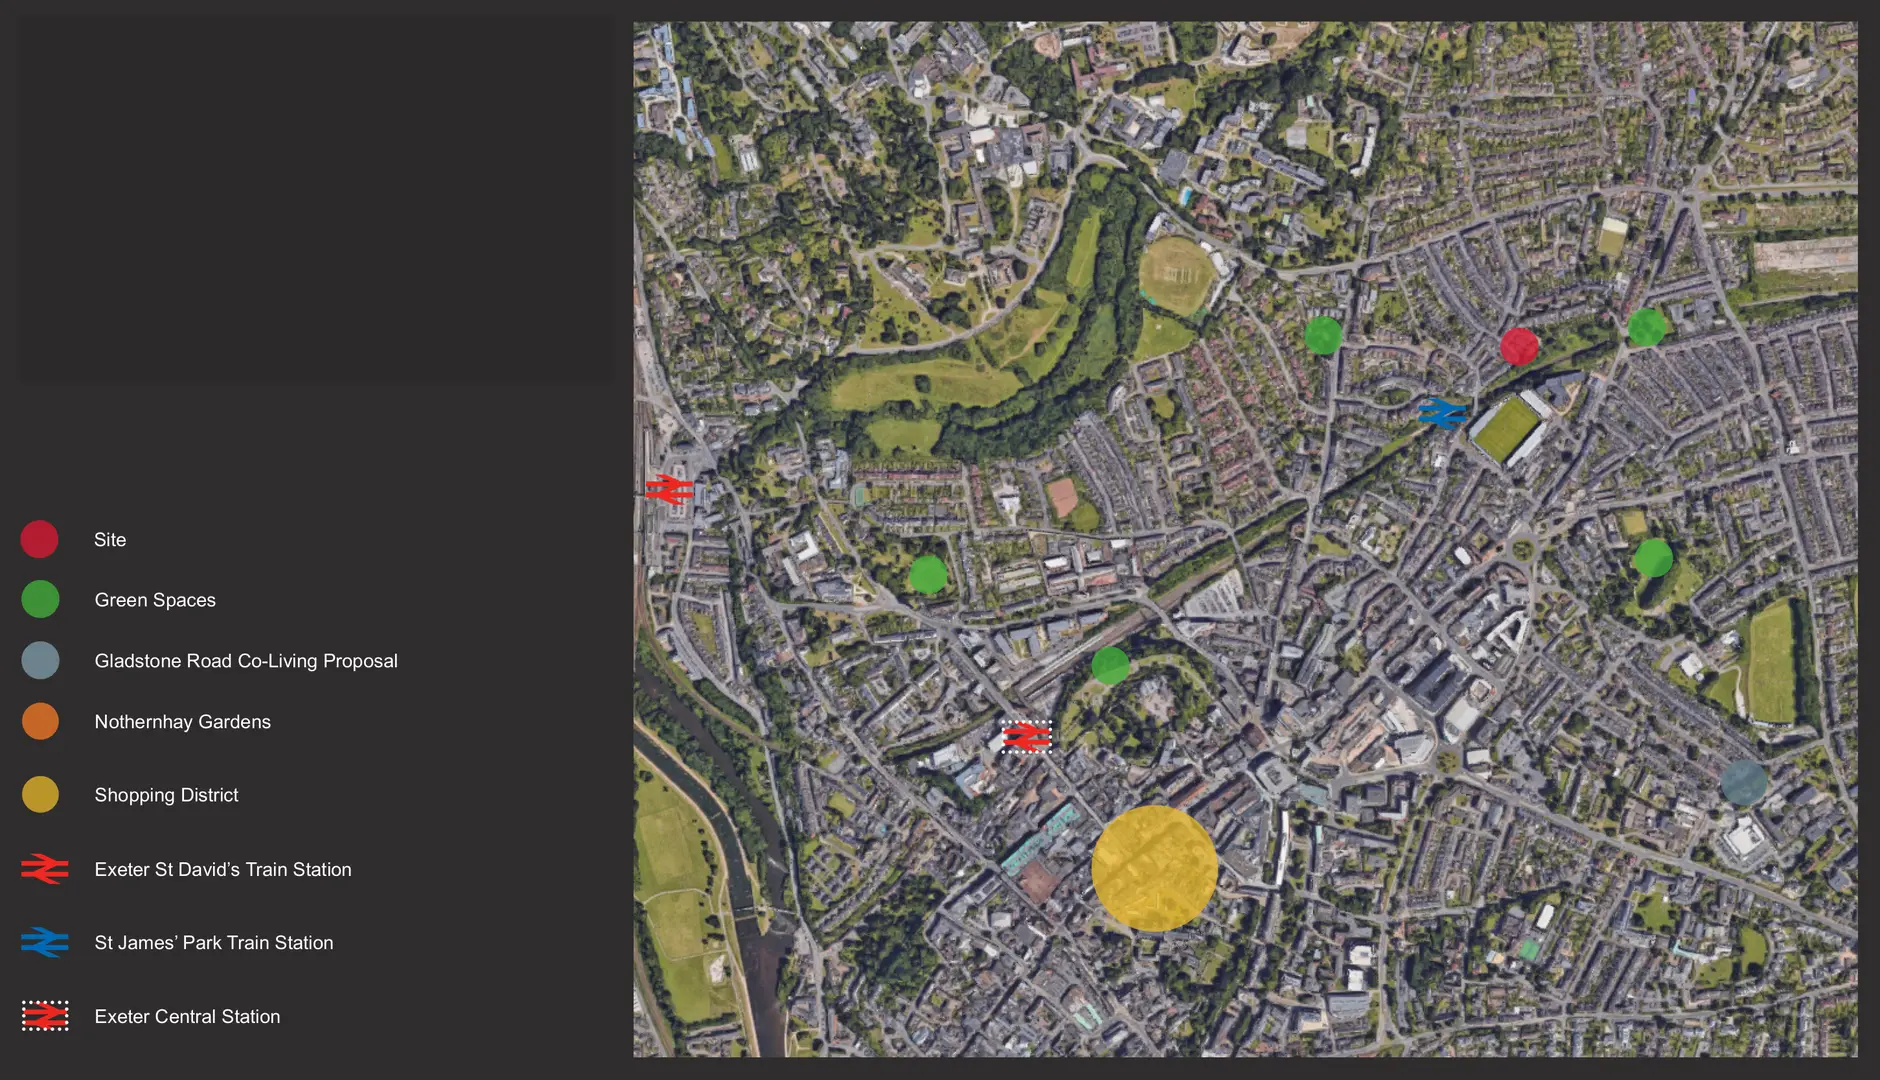 Site
Green Spaces
Gladstone Road Co-Living Proposal
Nothernhay Gardens
Shopping District
Exeter St David’s Train Station
St James’ Park Train Station
Exeter Central Station